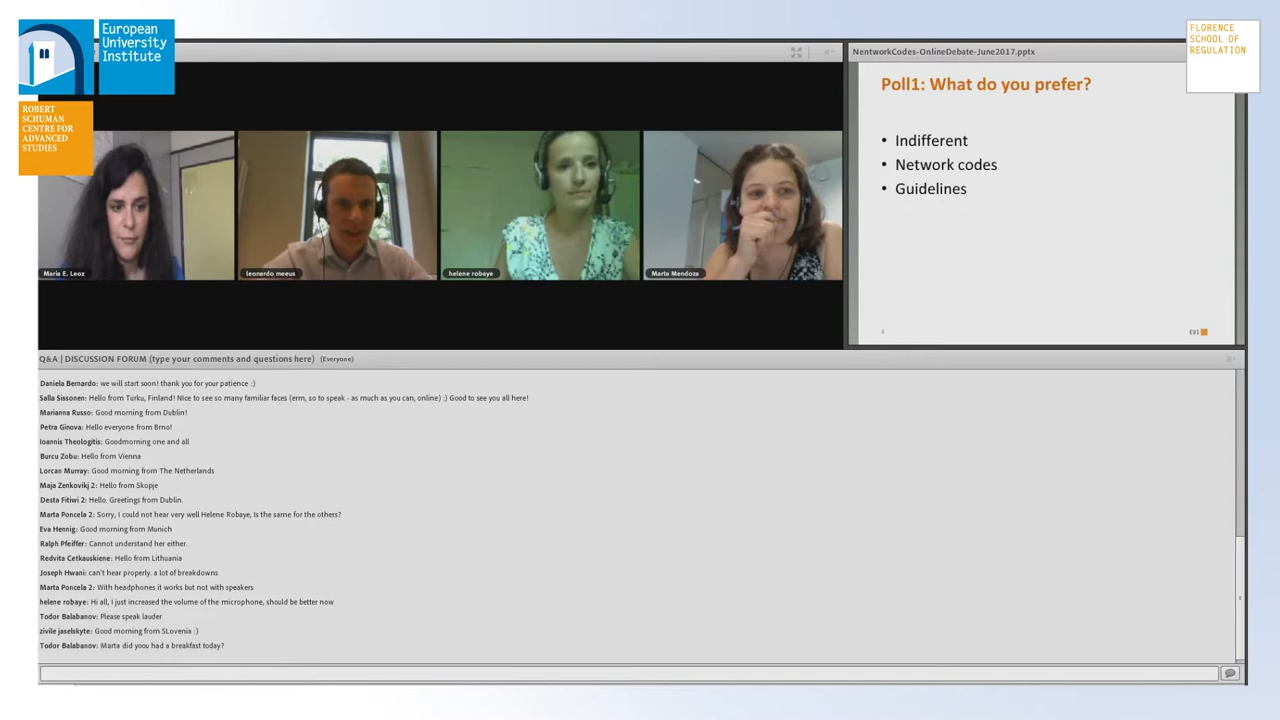 European
University
Institute
ROBERT
SCHUMAN
CENTRE FOR
ADVANCED
STUDIES
FLORENCE
SCHOOL OF
REGULATION
NentworkCodes-OnlineDebate-June2017.pptx
Poll1: What do you prefer?
• Indifferent
• Network codes
• Guidelines
4
EUI
Maria E. Leoz
leonardo meeus
helene robaye
Marta Mendoza
Q&A | DISCUSSION FORUM (type your comments and questions here) (Everyone)
Daniela Bernardo: we will start soon! thank you for your patience :)
Salla Sissonen: Hello from Turku, Finland! Nice to see so many familiar faces (erm, so to speak - as much as you can, online) :) Good to see you all here!
Marianna Russo: Good morning from Dublin!
Petra Ginova: Hello everyone from Brno!
Ioannis Theologitis: Goodmorning one and all
Burcu Zobu: Hello from Vienna
Lorcan Murray: Good morning from The Netherlands
Maja Zenkovikj 2: Hello from Skopje
Desta Fitiwi 2: Hello. Greetings from Dublin.
Marta Poncela 2: Sorry, I could not hear very well Helene Robaye, Is the same for the others?
Eva Hennig: Good morning from Munich
Ralph Pfeiffer: Cannot understand her either.
Redvita Cetkauskiene: Hello from Lithuania
Joseph Hwani: can't hear properly. a lot of breakdowns
Marta Poncela 2: With headphones it works but not with speakers
helene robaye: Hi all, I just increased the volume of the microphone, should be better now
Todor Balabanov: Please speak lauder
zivile jaselskyte: Good morning from SLovenia :)
Todor Balabanov: Marta did yoou had a breakfast today?